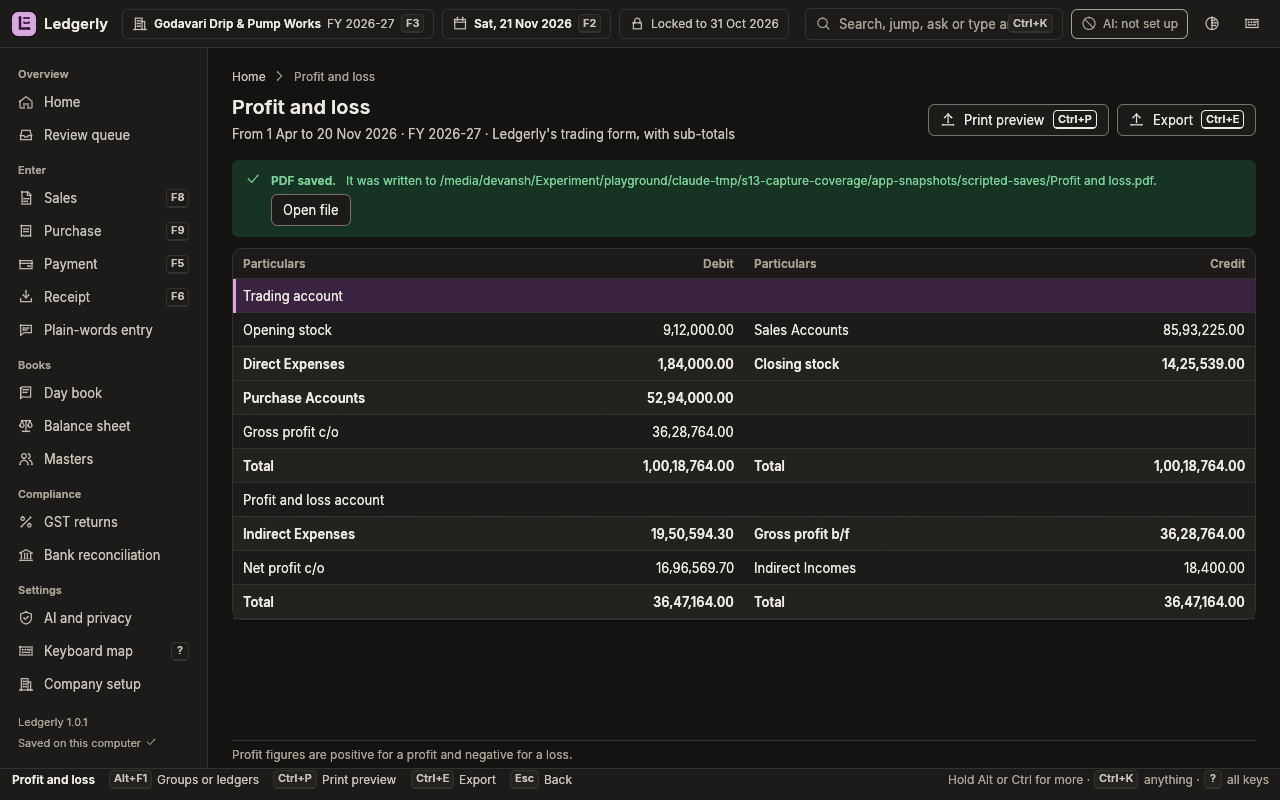 Ledgerly
Godavari Drip & Pump Works FY 2026-27 F3
Sat, 21 Nov 2026 F2
Locked to 31 Oct 2026
Search, jump, ask or type a Ctrl+K
AI: not set up
Overview
Home
Review queue
Enter
Sales F8
Purchase F9
Payment F5
Receipt F6
Plain-words entry
Books
Day book
Balance sheet
Masters
Compliance
GST returns
Bank reconciliation
Settings
AI and privacy
Keyboard map ?
Company setup
Ledgerly 1.0.1
Saved on this computer
Home Profit and loss
Profit and loss
From 1 Apr to 20 Nov 2026 · FY 2026-27 · Ledgerly's trading form, with sub-totals
Print preview Ctrl+P
Export Ctrl+E
PDF saved. It was written to /media/devansh/Experiment/playground/claude-tmp/s13-capture-coverage/app-snapshots/scripted-saves/Profit and loss.pdf.
Open file
Particulars Debit Particulars Credit
Trading account
Opening stock 9,12,000.00 Sales Accounts 85,93,225.00
Direct Expenses 1,84,000.00 Closing stock 14,25,539.00
Purchase Accounts 52,94,000.00
Gross profit c/o 36,28,764.00
Total 1,00,18,764.00 Total 1,00,18,764.00
Profit and loss account
Indirect Expenses 19,50,594.30 Gross profit b/f 36,28,764.00
Net profit c/o 16,96,569.70 Indirect Incomes 18,400.00
Total 36,47,164.00 Total 36,47,164.00
Profit figures are positive for a profit and negative for a loss.
Profit and loss Alt+F1 Groups or ledgers Ctrl+P Print preview Ctrl+E Export Esc Back
Hold Alt or Ctrl for more · Ctrl+K anything · ? all keys